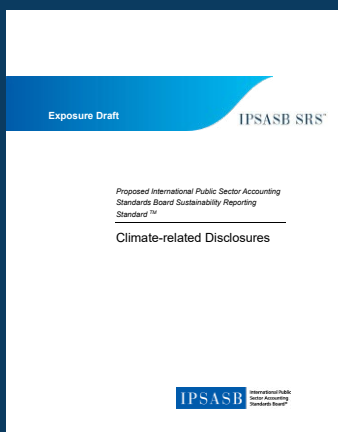 Exposure Draft
IPSASB SRS™
Proposed International Public Sector Accounting
Standards Board Sustainability Reporting
Standard ™
Climate-related Disclosures
IPSASB
International Public
Sector Accounting
Standards Board®